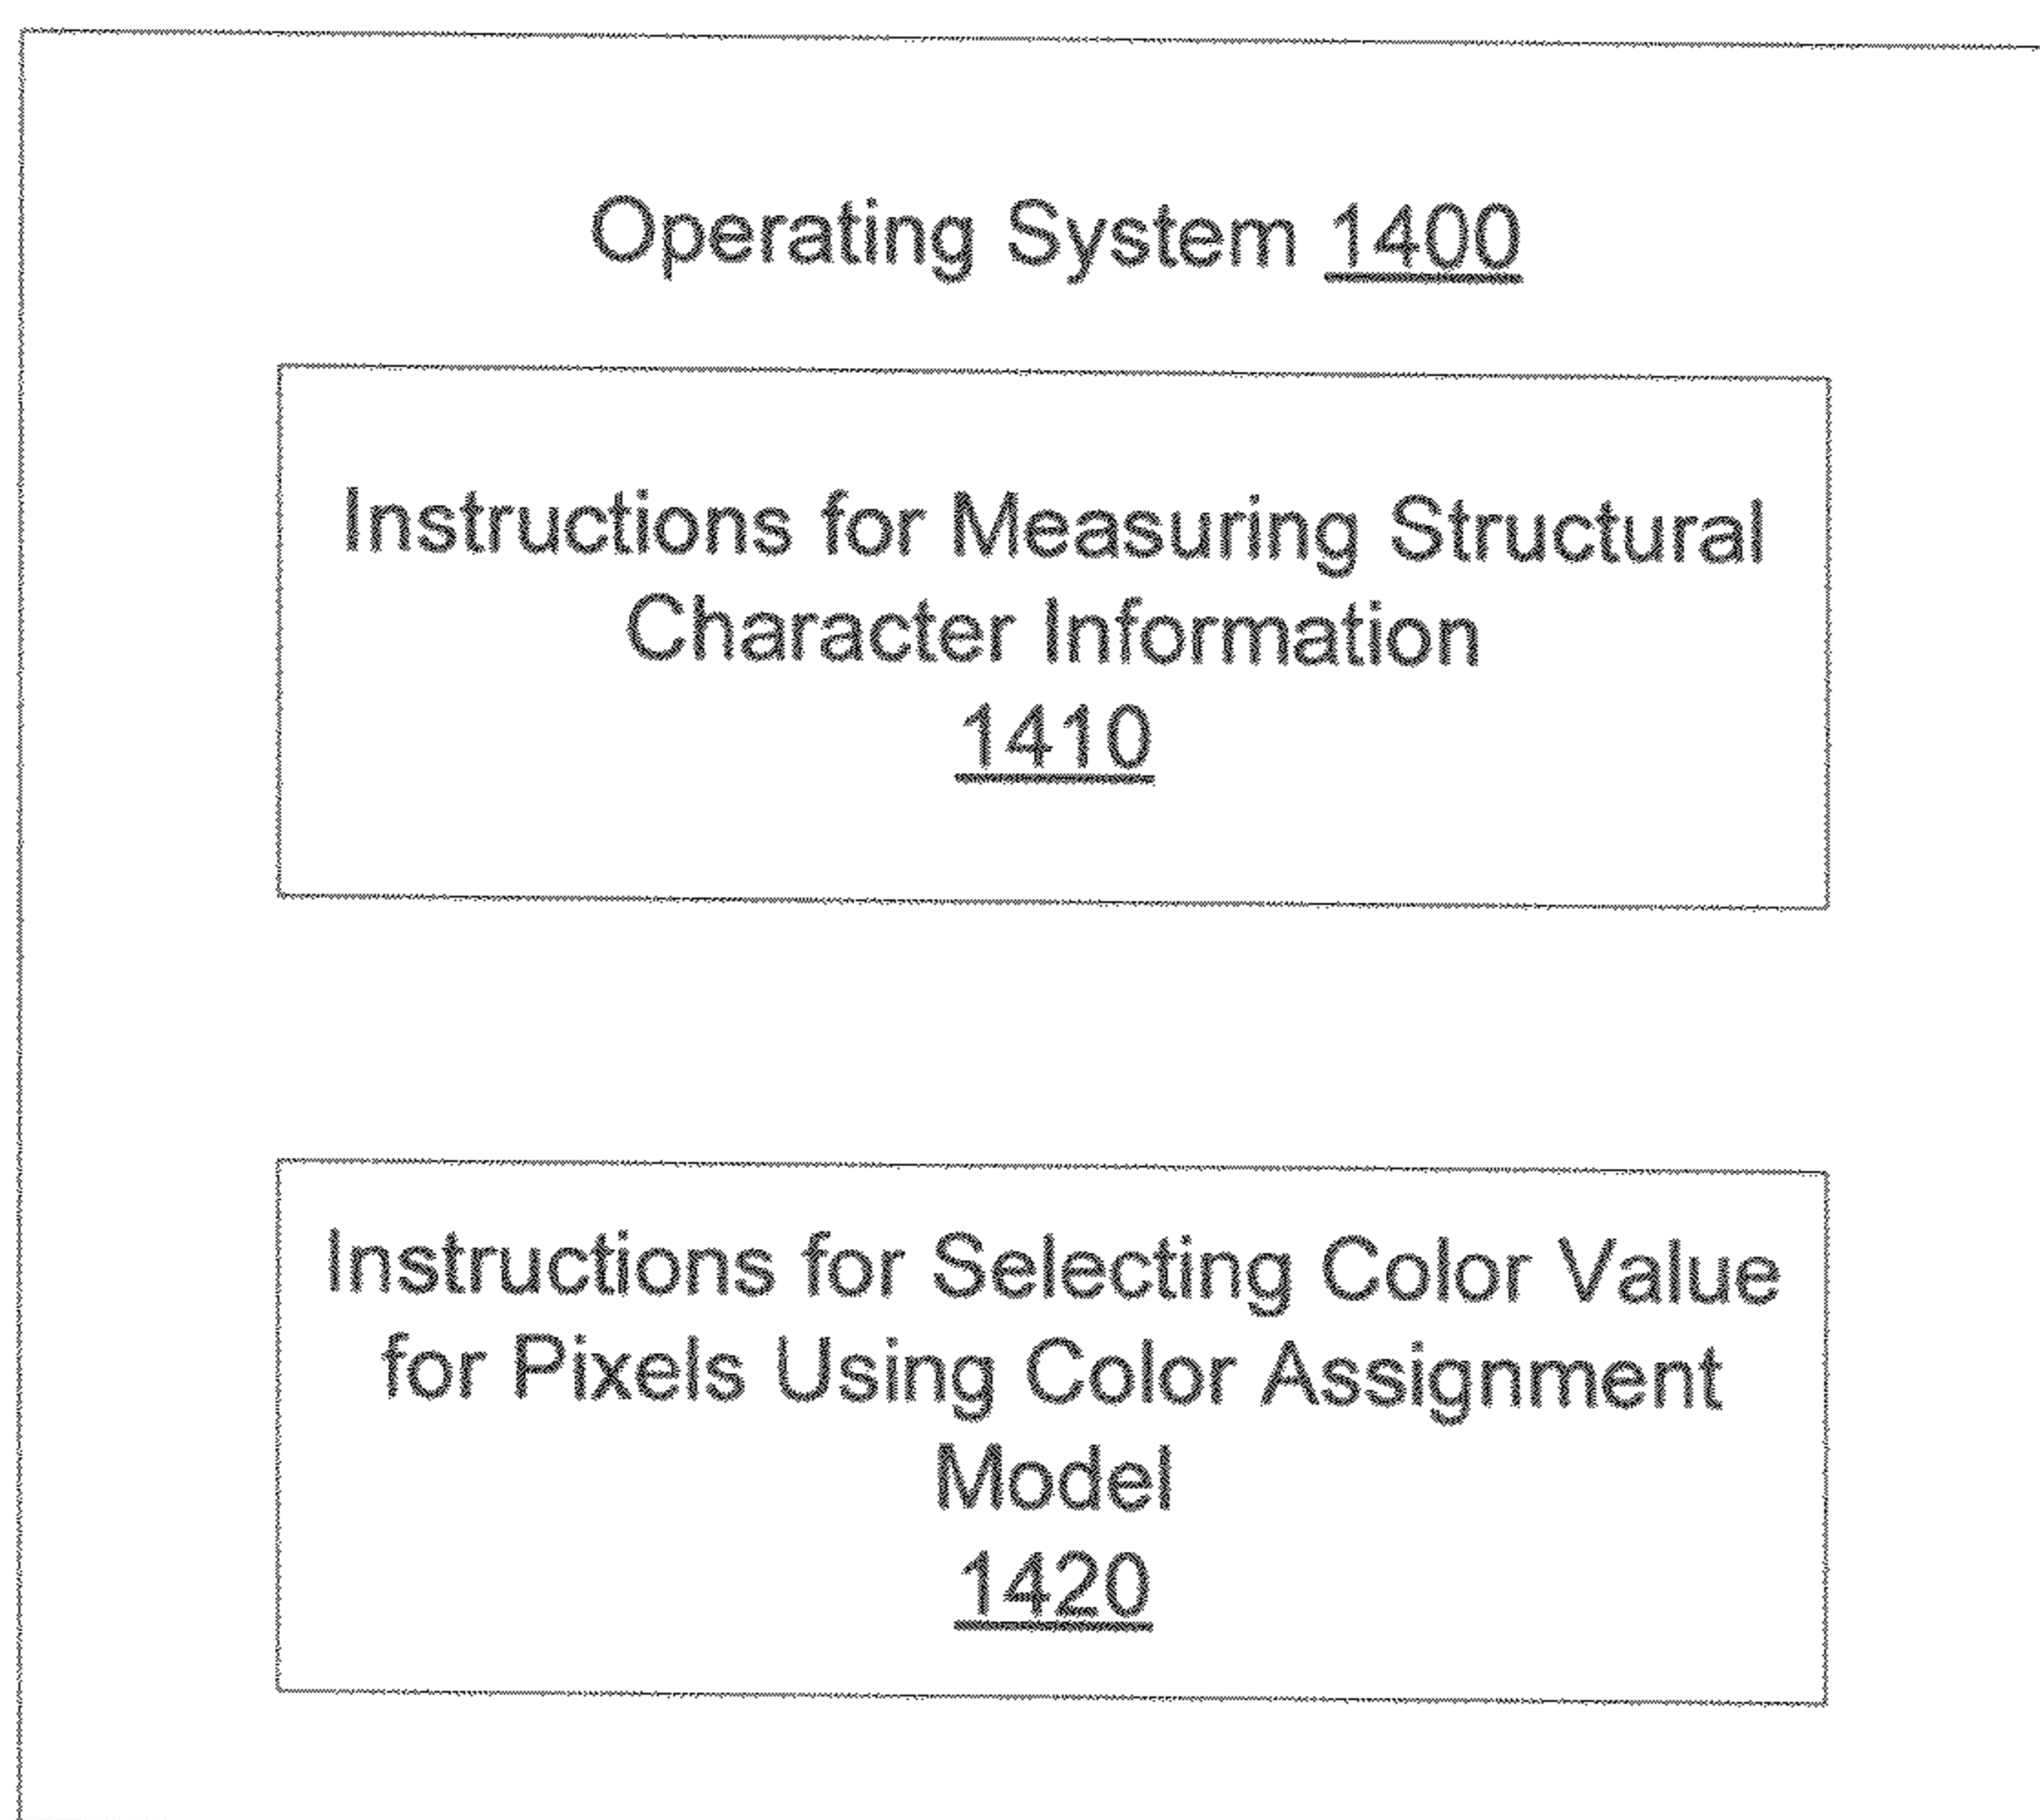 Operating System 1400
Instructions for Measuring Structural
Character Information
1410
Instructions for Selecting Color Value
for Pixels Using Color Assignment
Model
1420